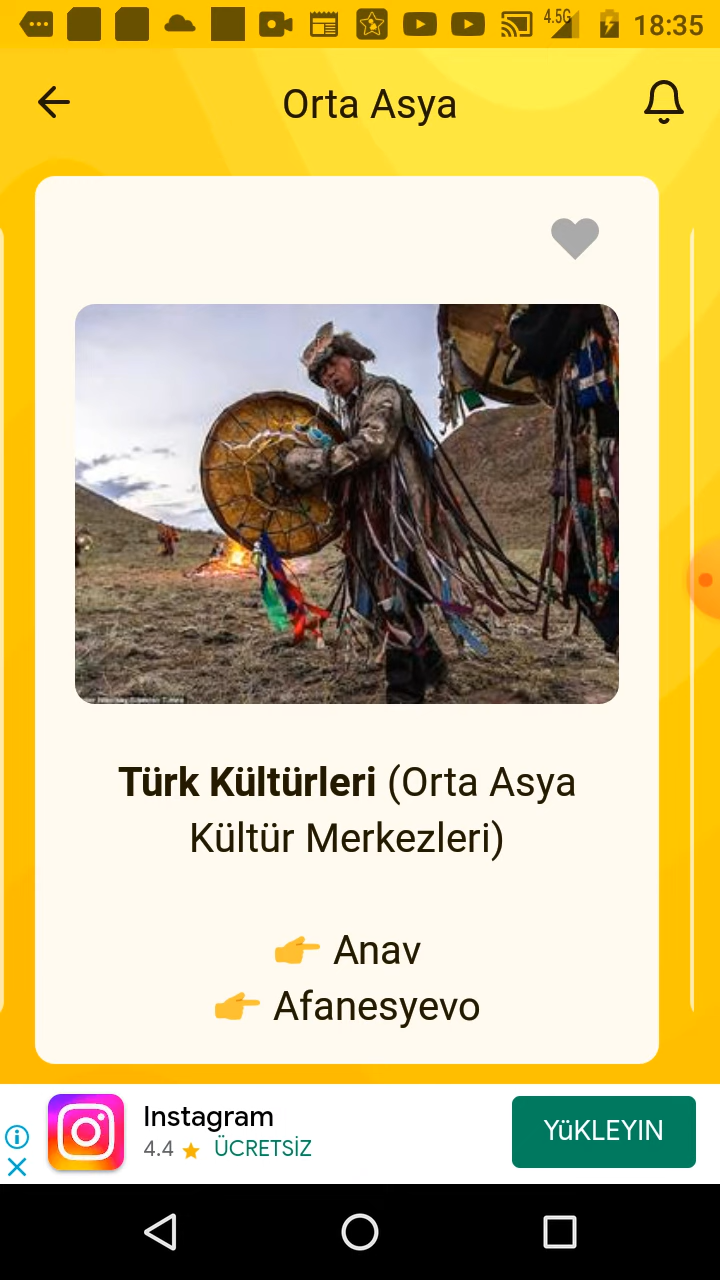 4.5G
18:35
Orta Asya
Türk Kültürleri (Orta Asya
Kültür Merkezleri)
👉 Anav
👉 Afanesyevo
Instagram
4.4 ★ ÜCRETSİZ
YüKLEYIN